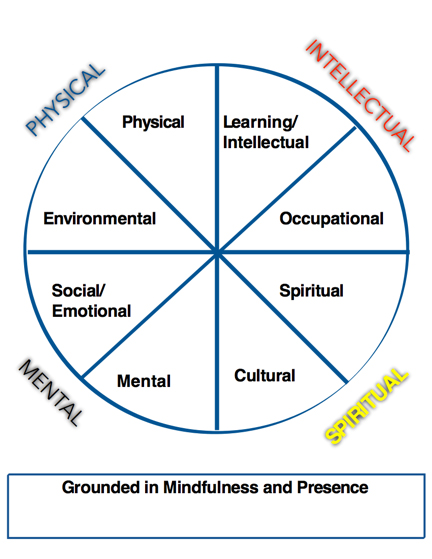 PHYSICAL
INTELLECTUAL
Physical
Learning/
Intellectual
Environmental
Occupational
Social/
Emotional
Spiritual
Mental
Cultural
MENTAL
SPIRITUAL
Grounded in Mindfulness and Presence